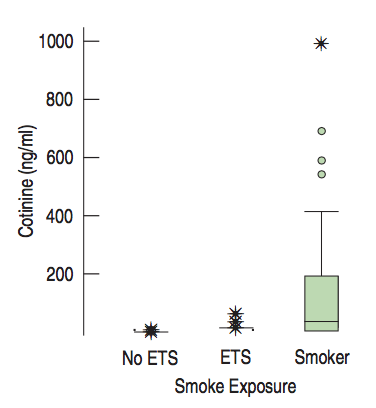 1000
800
600
400
200
Cotinine (ng/ml)
No ETS ETS Smoker
Smoke Exposure